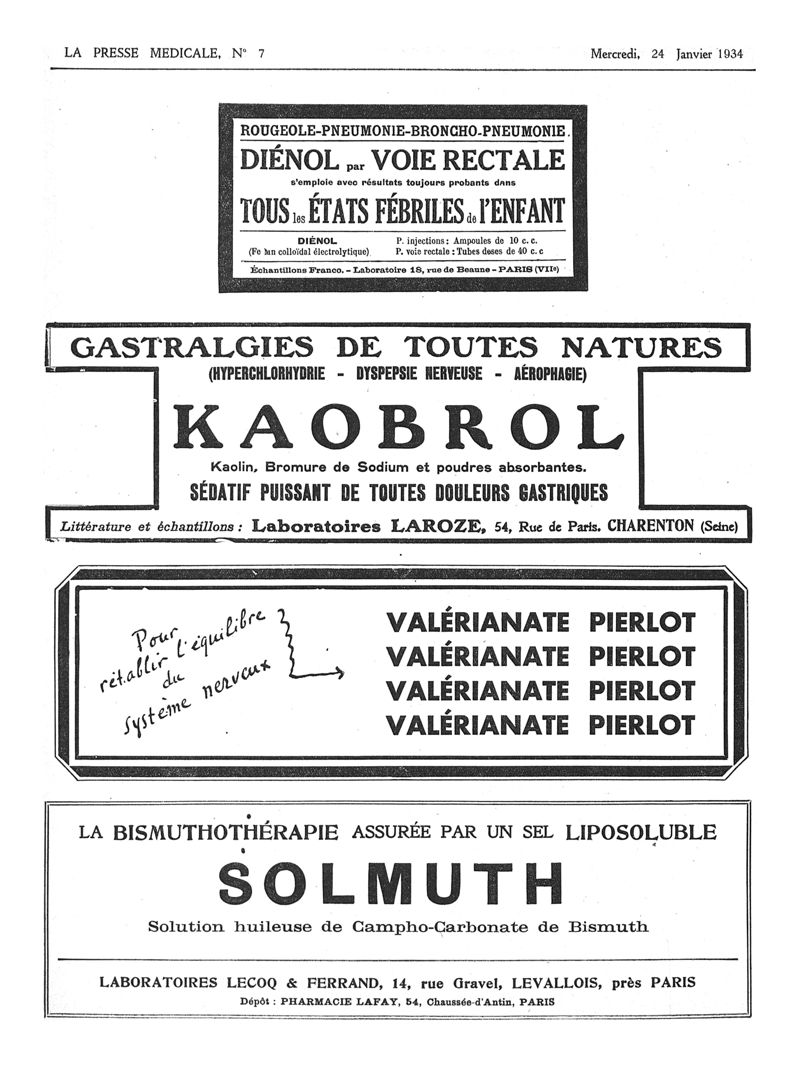 LA PRESSE MEDICALE, N° 7
Mercredi, 24 Janvier 1934
ROUGEOLE-PNEUMONIE-BRONCHO-PNEUMONIE.
DIÉNOL par VOIE RECTALE
s'emploie avec résultats toujours probants dans
TOUS les ÉTATS FÉBRILES de l'ENFANT
DIÉNOL
(Fe Mn colloïdal électrolytique)
P. injections: Ampoules de 10 c. c.
P. voie rectale: Tubes doses de 40 c. c
Échantillons Franco. - Laboratoire 18, rue de Beaune - PARIS (VIIe)
GASTRALGIES DE TOUTES NATURES
(HYPERCHLORHYDRIE - DYSPEPSIE NERVEUSE - AÉROPHAGIE)
KAOBROL
Kaolin, Bromure de Sodium et poudres absorbantes.
SÉDATIF PUISSANT DE TOUTES DOULEURS GASTRIQUES
Littérature et échantillons: Laboratoires LAROZE, 54, Rue de Paris. CHARENTON (Seine)
Pour
rétablir l'équilibre
du
système nerveux
VALÉRIANATE PIERLOT
VALÉRIANATE PIERLOT
VALÉRIANATE PIERLOT
VALÉRIANATE PIERLOT
LA BISMUTHOTHÉRAPIE ASSURÉE PAR UN SEL LIPOSOLUBLE
SOLMUTH
Solution huileuse de Campho-Carbonate de Bismuth
LABORATOIRES LECOQ & FERRAND, 14, rue Gravel, LEVALLOIS, près PARIS
Dépôt: PHARMACIE LAFAY, 54, Chaussée-d'Antin, PARIS